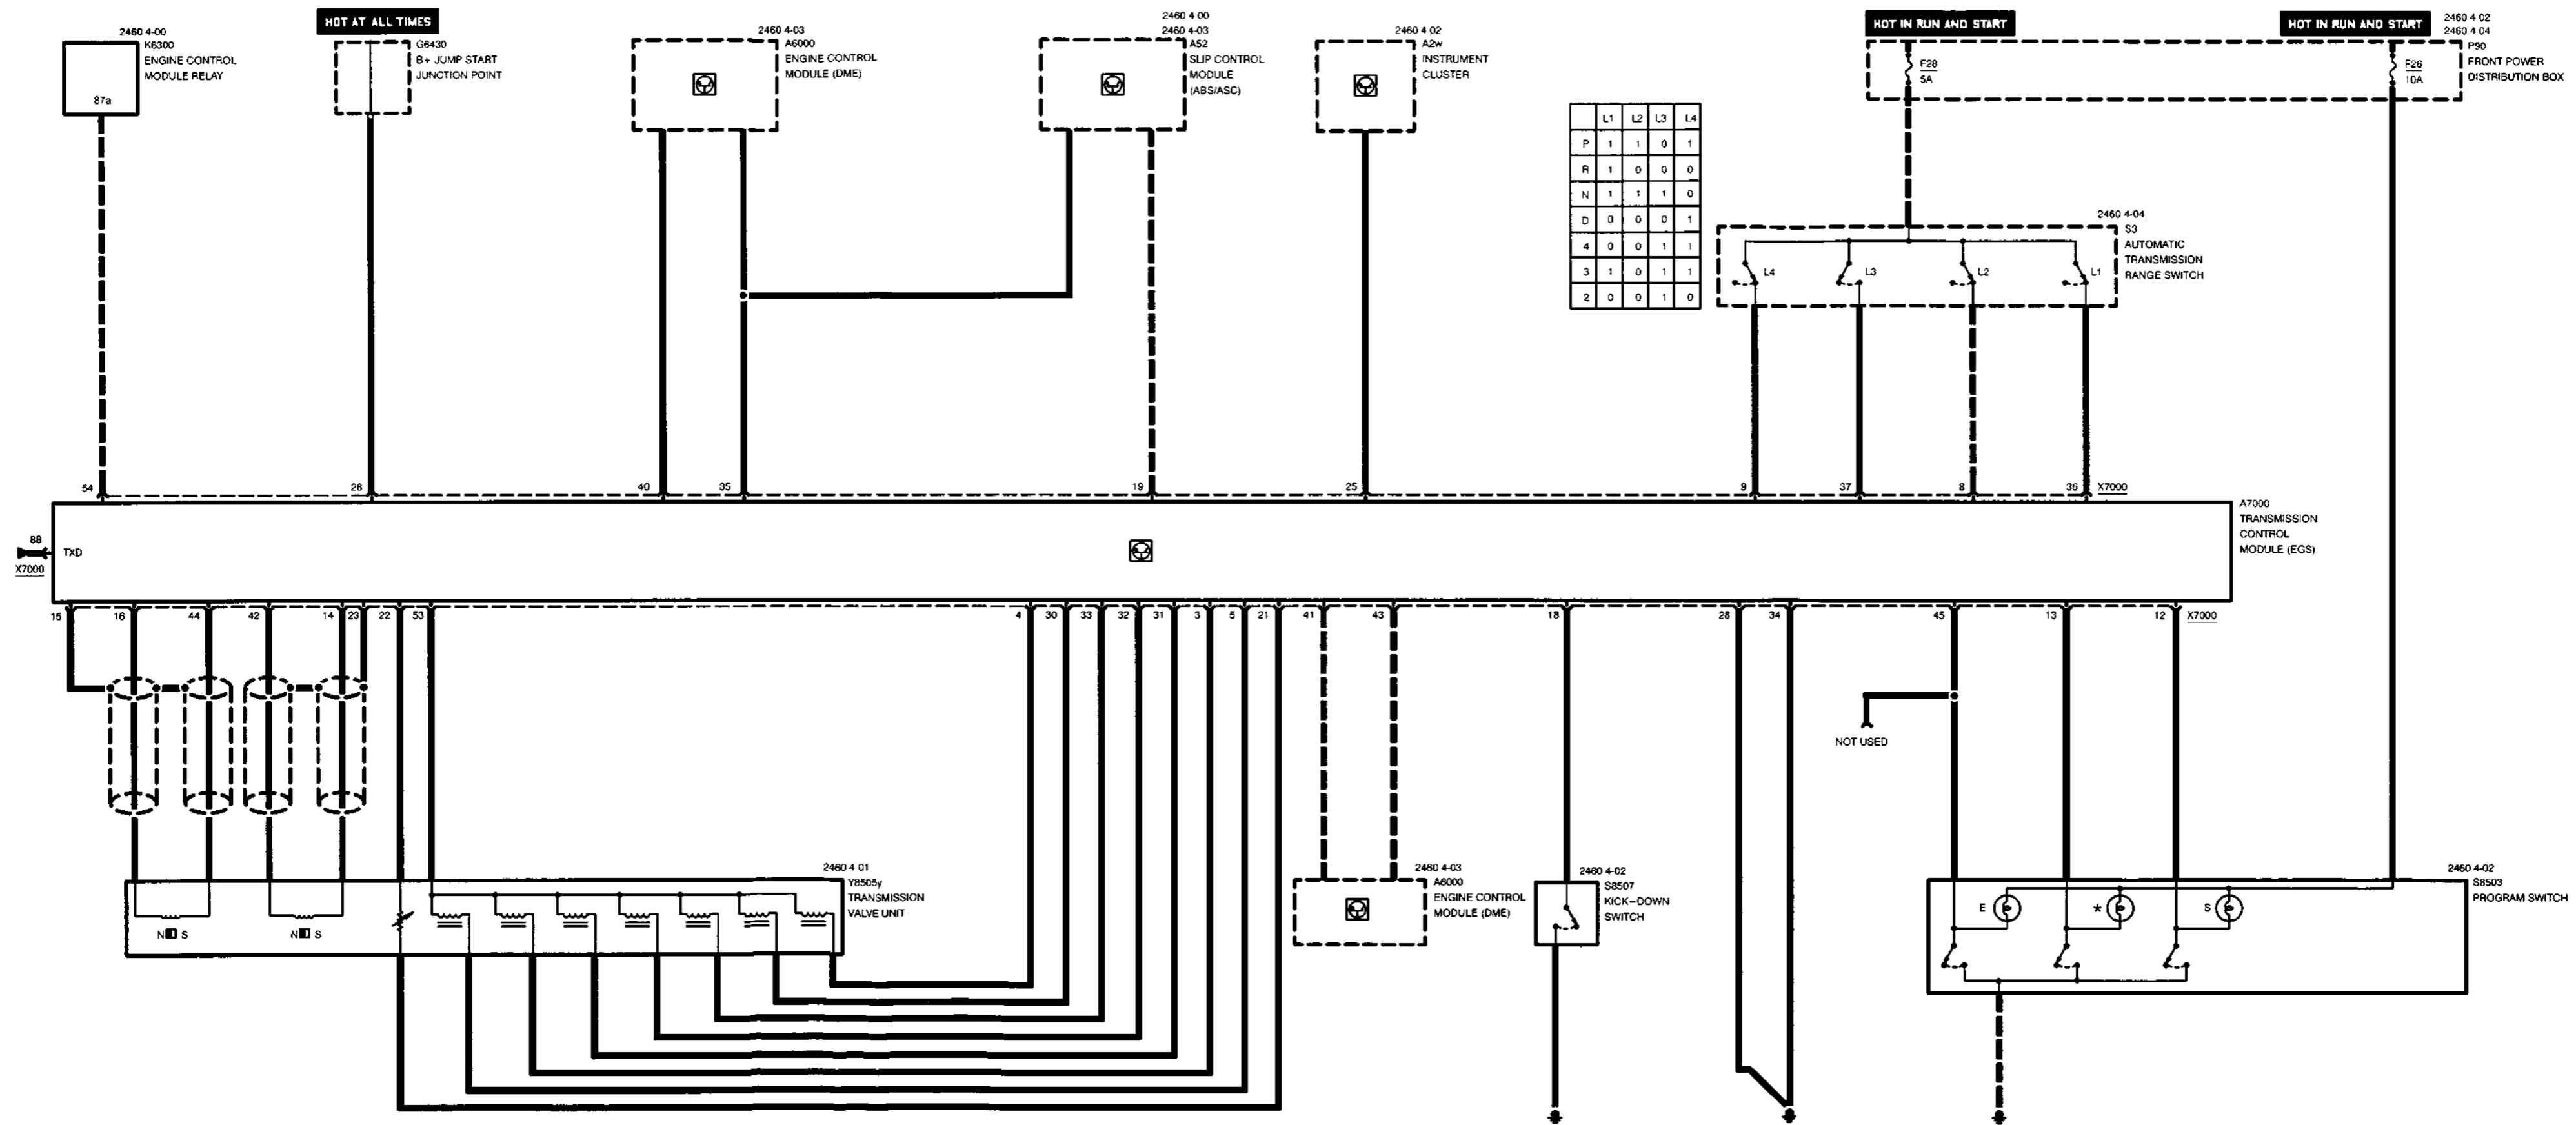 2460 4-00
K6300
ENGINE CONTROL
MODULE RELAY
87a
HOT AT ALL TIMES
G6430
B+ JUMP START
JUNCTION POINT
2460 4-03
A6000
ENGINE CONTROL
MODULE (DME)
2460 4 00
2460 4-03
A52
SLIP CONTROL
MODULE
(ABS/ASC)
2460 4 02
A2w
INSTRUMENT
CLUSTER
HOT IN RUN AND START
HOT IN RUN AND START
2460 4 02
2460 4 04
P90
FRONT POWER
DISTRIBUTION BOX
F28
5A
F26
10A
L1 L2 L3 L4
P 1 1 0 1
R 1 0 0 0
N 1 1 1 0
D 0 0 0 1
4 0 0 1 1
3 1 0 1 1
2 0 0 1 0
2460 4-04
S3
AUTOMATIC
TRANSMISSION
RANGE SWITCH
L4 L3 L2 L1
54 26 40 35 19 25 9 37 8 36 X7000
A7000
TRANSMISSION
CONTROL
MODULE (EGS)
88
TXD
X7000
15 16 44 42 14 23 22 53 4 30 33 32 31 3 5 21 41 43 18 28 34 45 13 12 X7000
NOT USED
2460 4 01
Y8505y
TRANSMISSION
VALVE UNIT
N S N S
2460 4-03
A6000
ENGINE CONTROL
MODULE (DME)
2460 4-02
S8507
KICK-DOWN
SWITCH
2460 4-02
S8503
PROGRAM SWITCH
E * S